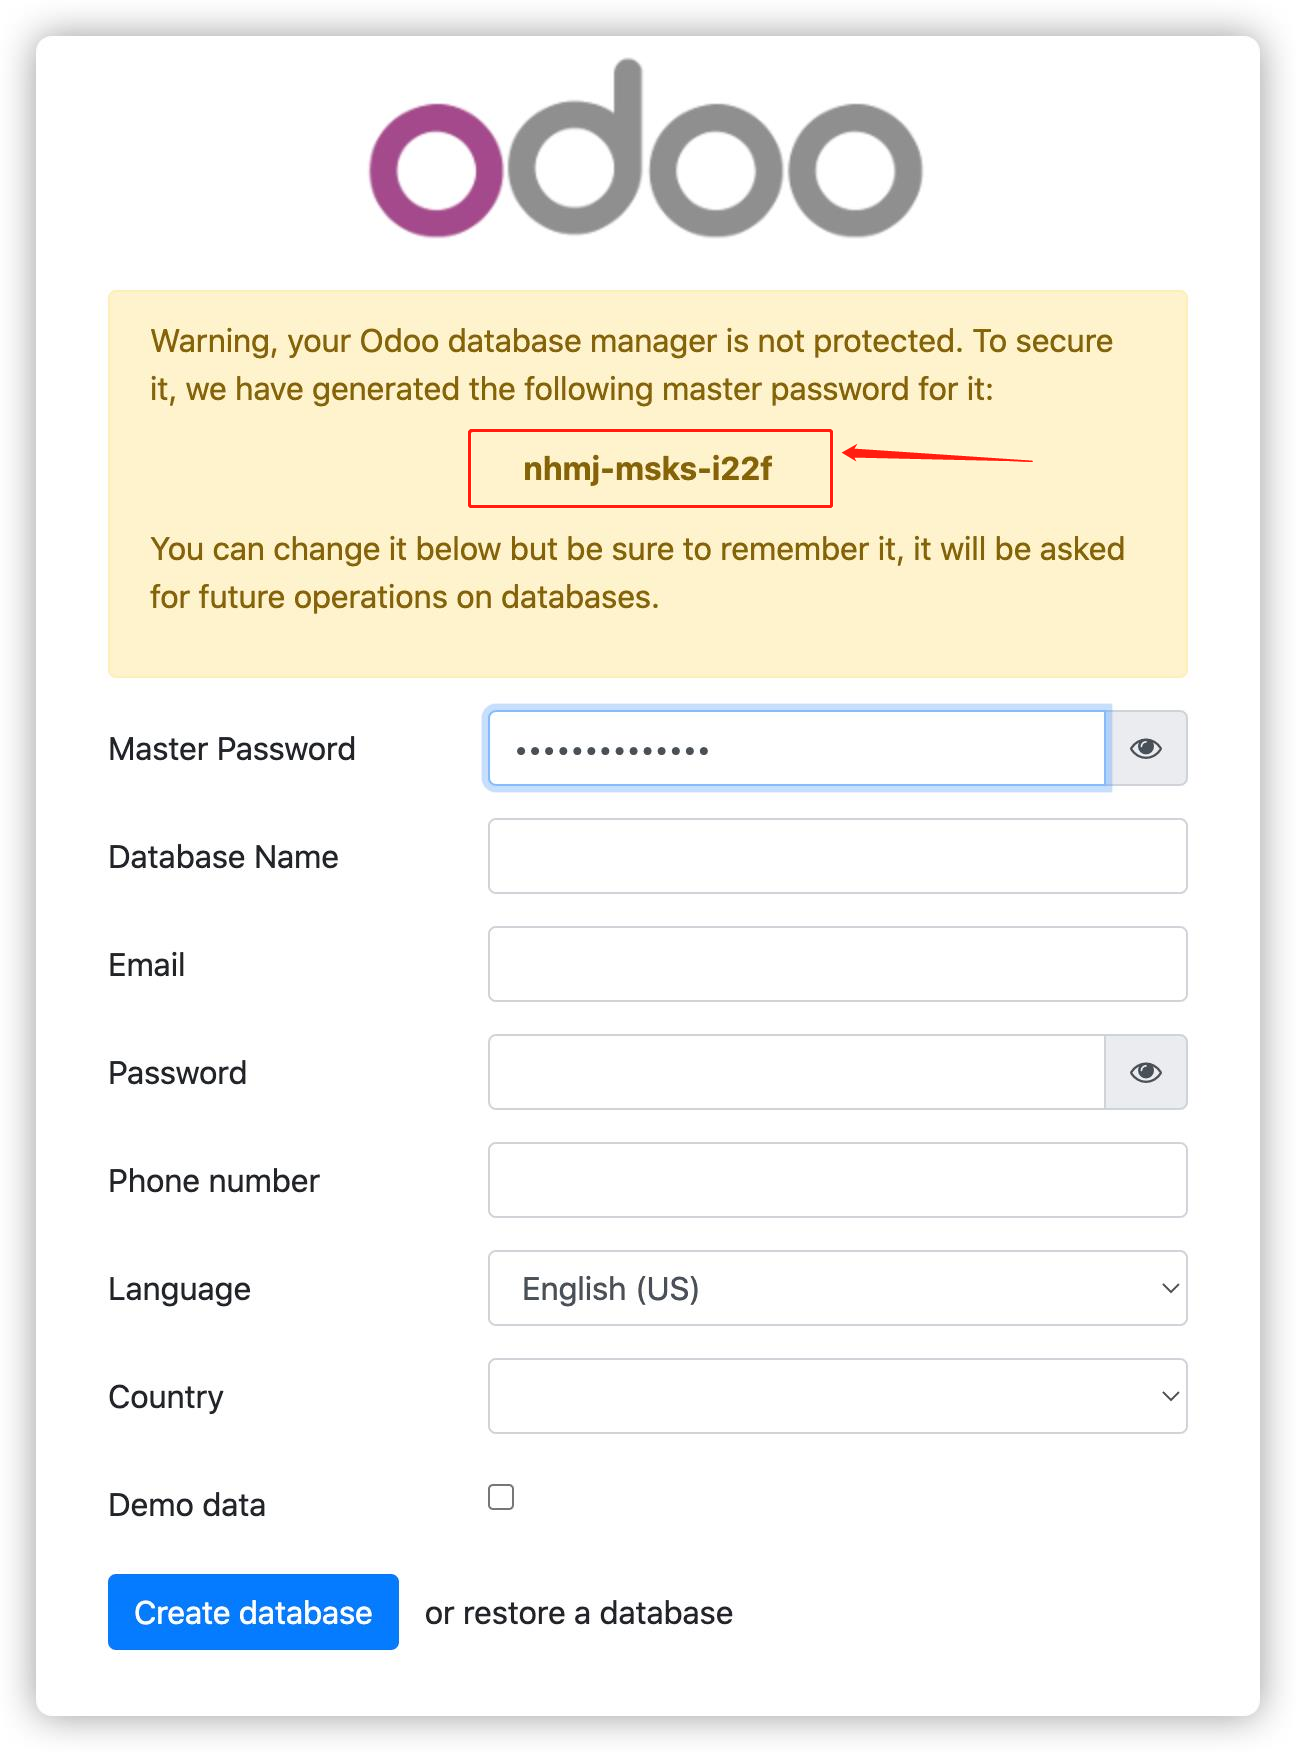 odoo
Warning, your Odoo database manager is not protected. To secure
it, we have generated the following master password for it:
nhmj-msks-i22f
You can change it below but be sure to remember it, it will be asked
for future operations on databases.
Master Password ••••••••••••••
Database Name
Email
Password
Phone number
Language English (US)
Country
Demo data
Create database or restore a database